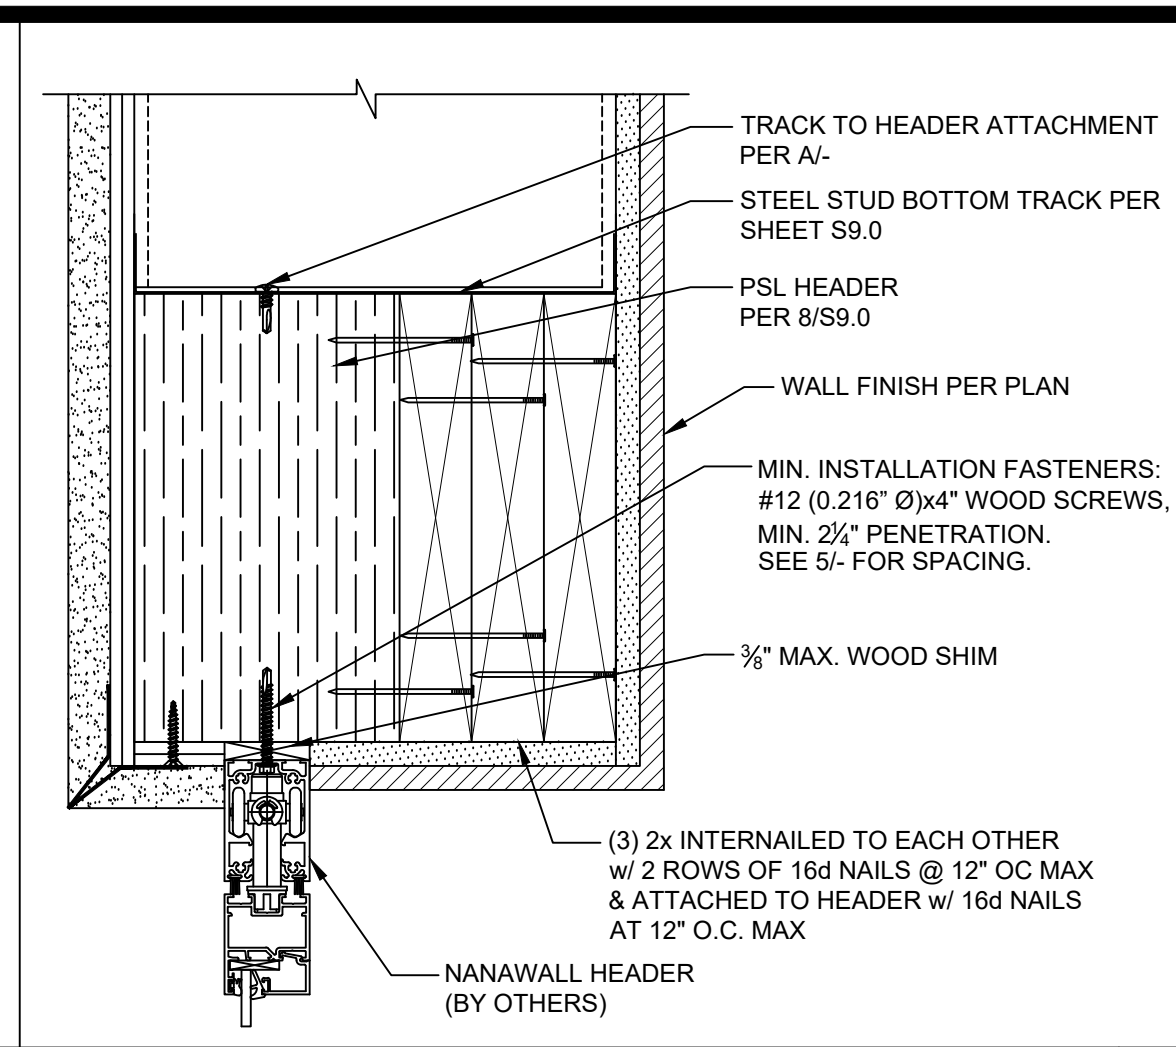 TRACK TO HEADER ATTACHMENT
PER A/-
STEEL STUD BOTTOM TRACK PER
SHEET S9.0
PSL HEADER
PER 8/S9.0
WALL FINISH PER PLAN
MIN. INSTALLATION FASTENERS:
#12 (0.216” Ø)x4" WOOD SCREWS,
MIN. 2¼" PENETRATION.
SEE 5/- FOR SPACING.
⅜" MAX. WOOD SHIM
(3) 2x INTERNAILED TO EACH OTHER
w/ 2 ROWS OF 16d NAILS @ 12" OC MAX
& ATTACHED TO HEADER w/ 16d NAILS
AT 12" O.C. MAX
NANAWALL HEADER
(BY OTHERS)